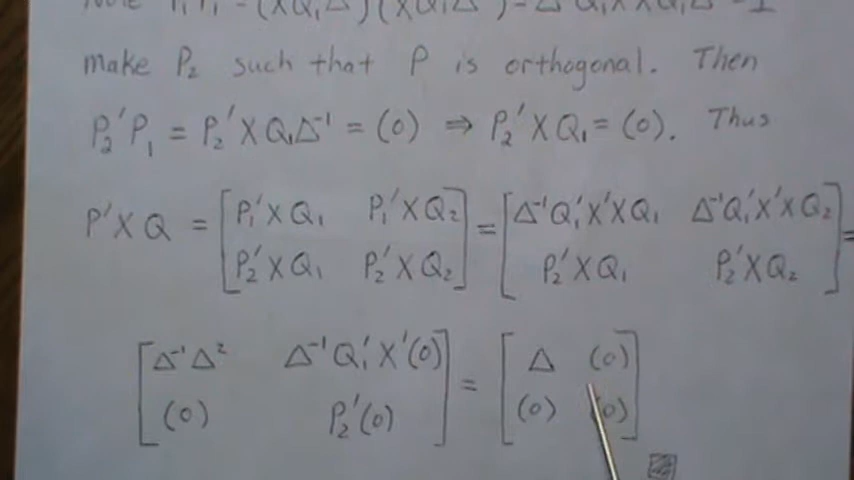 make P₂ such that P is orthogonal. Then
P₂'P₁ = P₂'XQ₁Δ⁻¹ = (0) ⇒ P₂'XQ₁ = (0). Thus
P'XQ = [P₁'XQ₁ P₁'XQ₂ = [Δ⁻¹Q₁'X'XQ₁ Δ⁻¹Q₁'X'XQ₂] =
P₂'XQ₁ P₂'XQ₂] P₂'XQ₁ P₂'XQ₂
[Δ⁻¹Δ² Δ⁻¹Q₁'X'(0)] = [Δ (0)]
(0) P₂'(0) (0) (0)